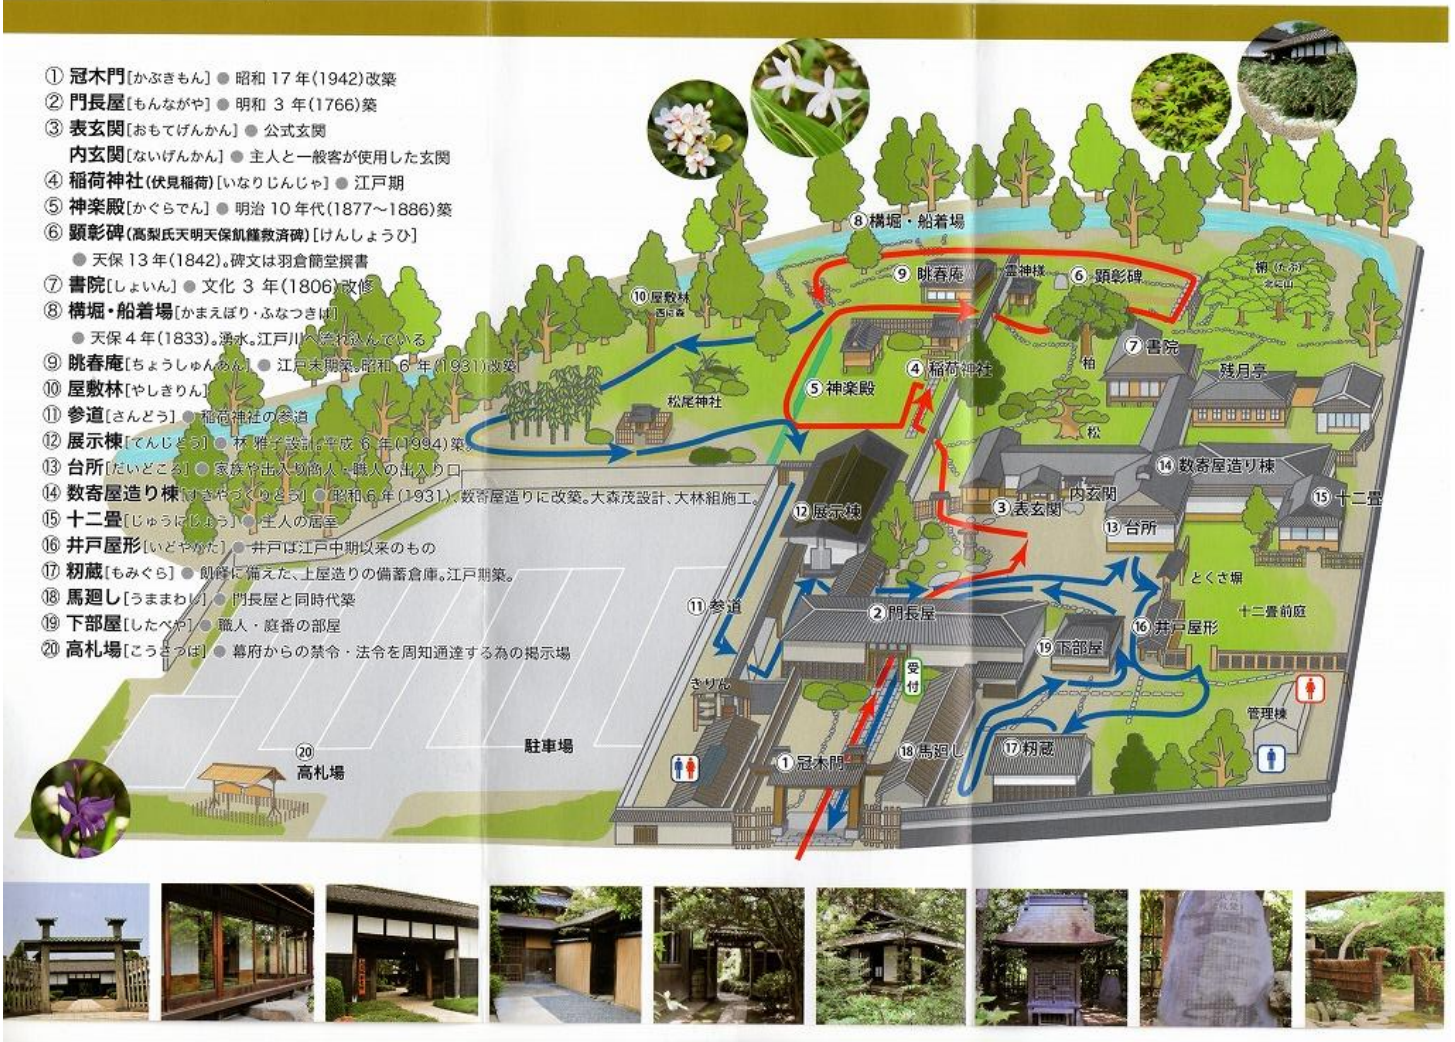 ① 冠木門[かぶきもん] ● 昭和 17 年(1942)改築
② 門長屋[もんながや] ● 明和 3 年(1766)築
③ 表玄関[おもてげんかん] ● 公式玄関
内玄関[ないげんかん] ● 主人と一般客が使用した玄関
④ 稲荷神社(伏見稲荷)[いなりじんじゃ] ● 江戸期
⑤ 神楽殿[かぐらでん] ● 明治 10 年代(1877〜1886)築
⑥ 顕彰碑(髙梨氏天明天保飢饉救済碑)[けんしょうひ]
● 天保 13 年(1842)。碑文は羽倉簡堂撰書
⑦ 書院[しょいん] ● 文化 3 年(1806)改修
⑧ 構堀・船着場[かまえぼり・ふなつきば]
● 天保 4 年(1833)。湧水。江戸川へ流れ込んでいる
⑨ 眺春庵[ちょうしゅんあん] ● 江戸末期築。昭和 6 年(1931)改築
⑩ 屋敷林[やしきりん]
⑪ 参道[さんどう] ● 稲荷神社の参道
⑫ 展示棟[てんじとう] ● 林 雅子設計。平成 6 年(1994)築。
⑬ 台所[だいどころ] ● 家族や出入り商人・職人の出入り口
⑭ 数寄屋造り棟[すきやづくりとう] ● 昭和6年(1931)、数寄屋造りに改築。大森茂設計、大林組施工。
⑮ 十二畳[じゅうにじょう] ● 主人の居室
⑯ 井戸屋形[いどやかた] ● 井戸は江戸中期以来のもの
⑰ 籾蔵[もみぐら] ● 飢饉に備えた、土屋造りの備蓄倉庫。江戸期築。
⑱ 馬廻し[うままわし] ● 門長屋と同時代築
⑲ 下部屋[したべや] ● 職人・庭番の部屋
⑳ 高札場[こうさつば] ● 幕府からの禁令・法令を周知通達する為の掲示場
⑧ 構堀・船着場
⑨ 眺春庵
霊神様
⑥ 顕彰碑
榧(たぶ)
⑩ 屋敷林
西に森
⑦ 書院
柏
④ 稲荷神社
残月亭
⑤ 神楽殿
松尾神社
松
⑭ 数寄屋造り棟
内玄関
⑮ 十二畳
③ 表玄関
⑫ 展示棟
⑬ 台所
とくさ塀
⑪ 参道
② 門長屋
十二畳前庭
⑯ 井戸屋形
⑲ 下部屋
受付
きりん
管理棟
⑳
高札場
駐車場
① 冠木門
⑱ 馬廻し
⑰ 籾蔵